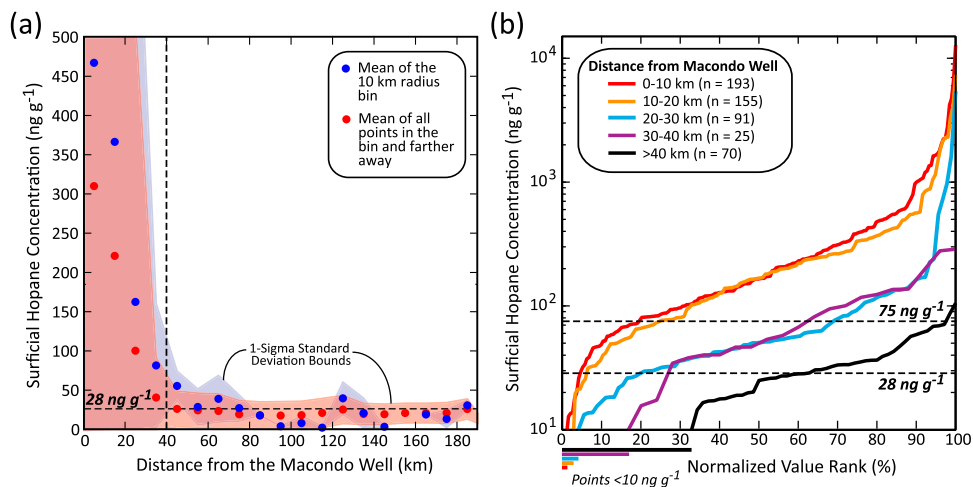 (a)
Surficial Hopane Concentration (ng g⁻¹)
500
450
400
350
300
250
200
150
100
50
0
Mean of the
10 km radius
bin
Mean of all
points in the
bin and farther
away
1-Sigma Standard
Deviation Bounds
28 ng g⁻¹
0 20 40 60 80 100 120 140 160 180
Distance from the Macondo Well (km)
(b)
Surficial Hopane Concentration (ng g⁻¹)
10⁴
10³
10²
10¹
Distance from Macondo Well
0-10 km (n = 193)
10-20 km (n = 155)
20-30 km (n = 91)
30-40 km (n = 25)
>40 km (n = 70)
75 ng g⁻¹
28 ng g⁻¹
0 10 20 30 40 50 60 70 80 90 100
Normalized Value Rank (%)
Points <10 ng g⁻¹